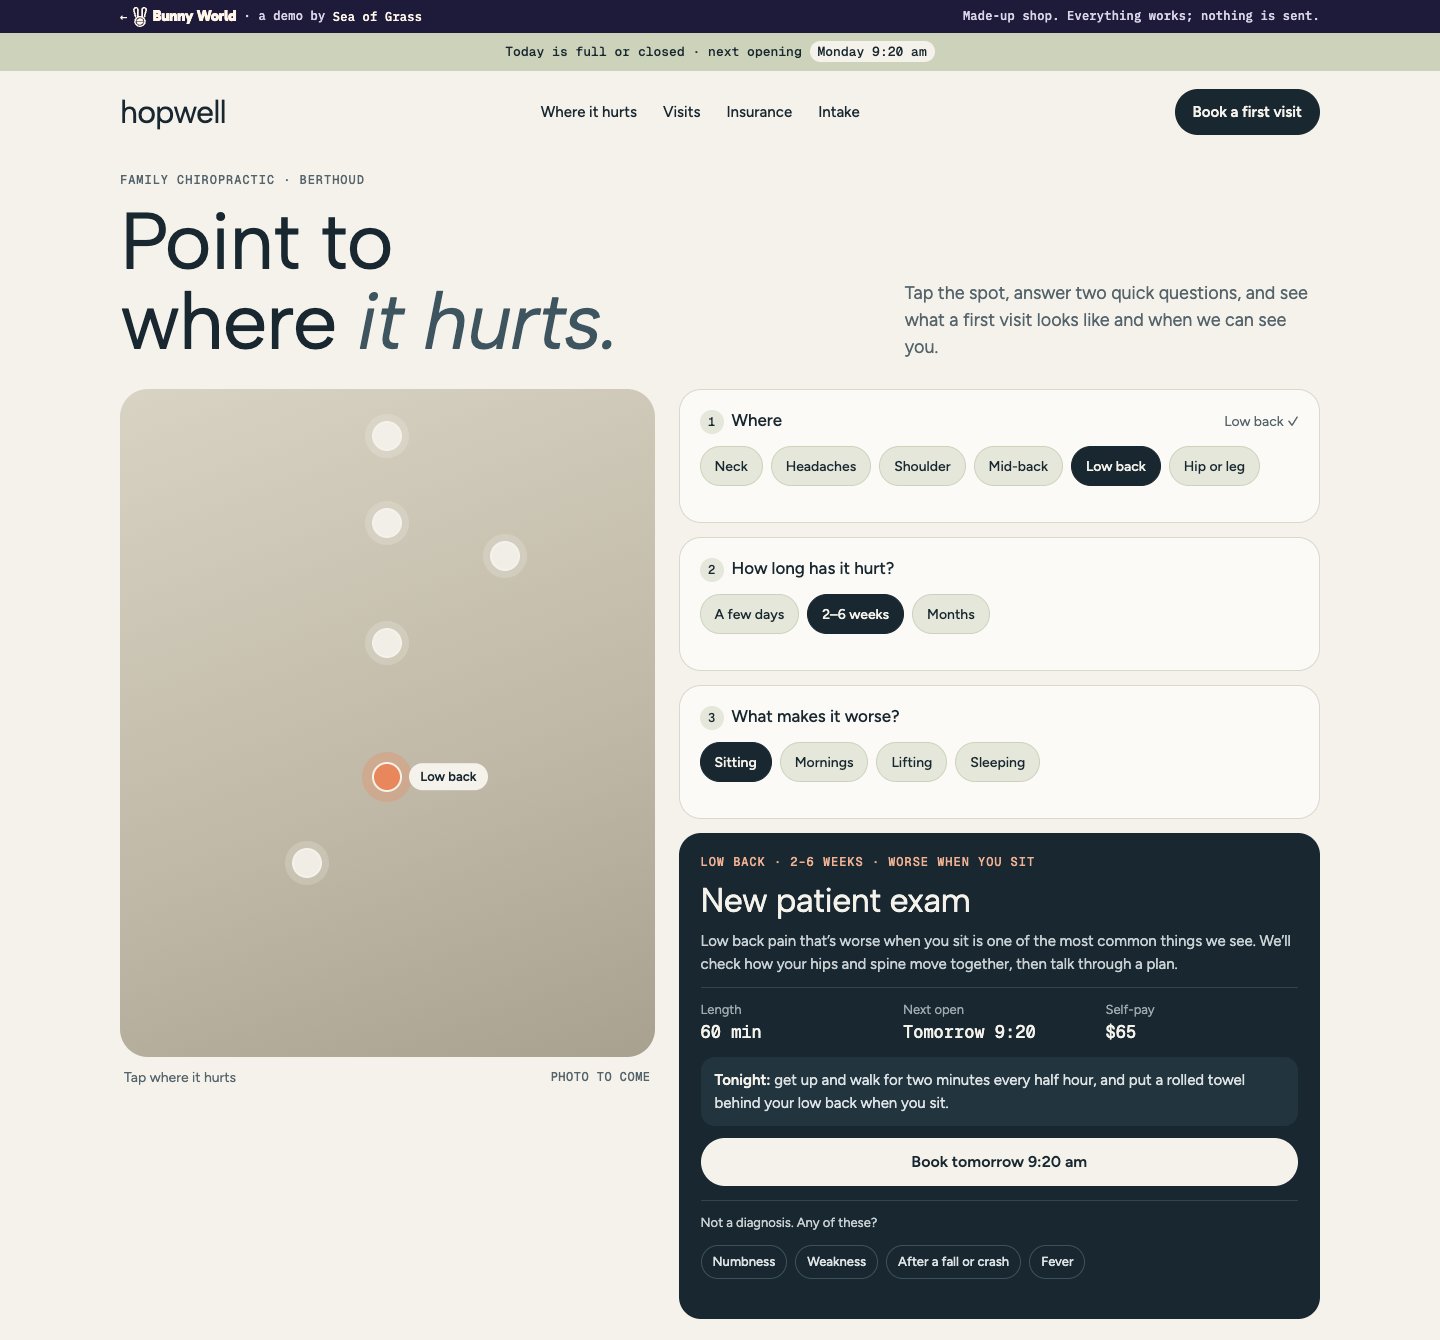 ← Bunny World · a demo by Sea of Grass
Made-up shop. Everything works; nothing is sent.
Today is full or closed · next opening Monday 9:20 am
hopwell
Where it hurts Visits Insurance Intake
Book a first visit
FAMILY CHIROPRACTIC · BERTHOUD
Point to
where it hurts.
Tap the spot, answer two quick questions, and see
what a first visit looks like and when we can see
you.
Low back
Tap where it hurts
PHOTO TO COME
1 Where
Low back ✓
Neck Headaches Shoulder Mid-back Low back Hip or leg
2 How long has it hurt?
A few days 2–6 weeks Months
3 What makes it worse?
Sitting Mornings Lifting Sleeping
LOW BACK · 2–6 WEEKS · WORSE WHEN YOU SIT
New patient exam
Low back pain that’s worse when you sit is one of the most common things we see. We’ll
check how your hips and spine move together, then talk through a plan.
Length Next open Self-pay
60 min Tomorrow 9:20 $65
Tonight: get up and walk for two minutes every half hour, and put a rolled towel
behind your low back when you sit.
Book tomorrow 9:20 am
Not a diagnosis. Any of these?
Numbness Weakness After a fall or crash Fever